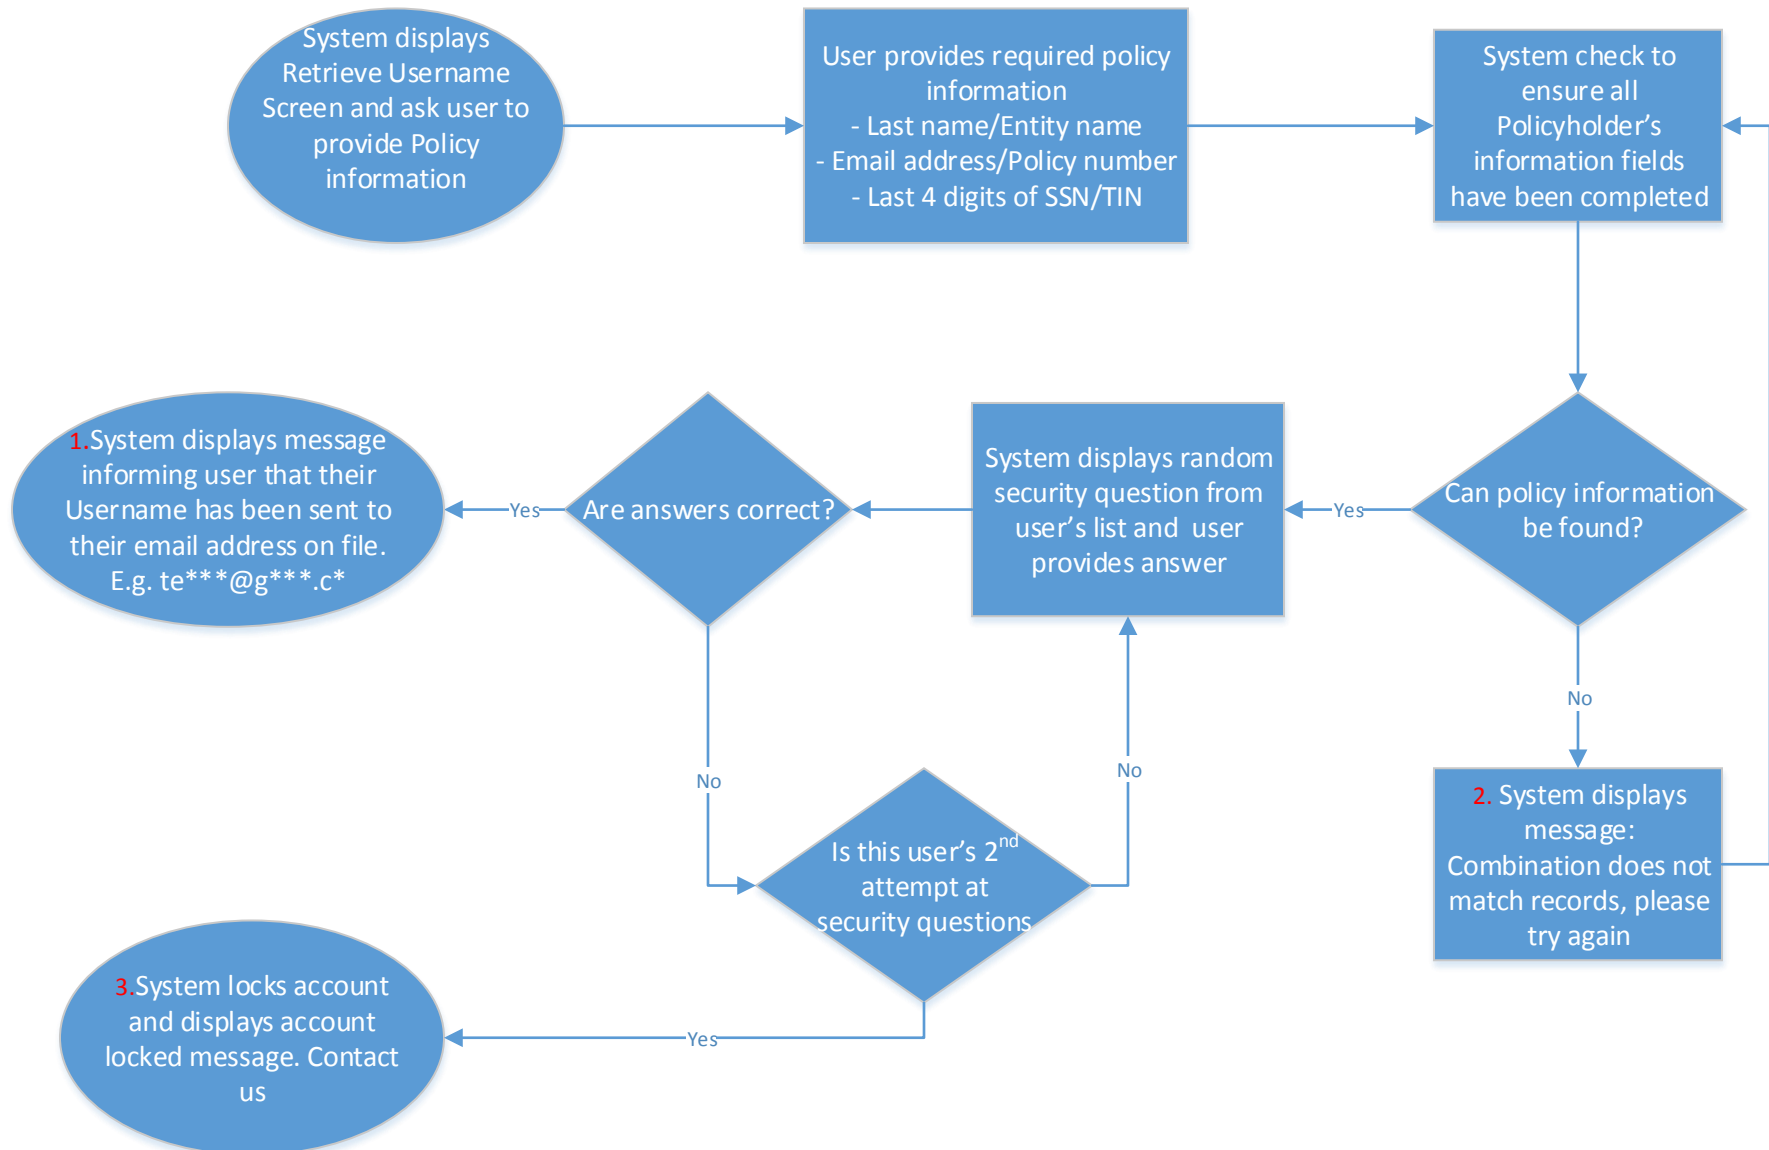 System displays
Retrieve Username
Screen and ask user to
provide Policy
information
User provides required policy
information
- Last name/Entity name
- Email address/Policy number
- Last 4 digits of SSN/TIN
System check to
ensure all
Policyholder’s
information fields
have been completed
Can policy information
be found?
Yes
No
System displays random
security question from
user’s list and  user
provides answer
Are answers correct?
Yes
No
1.System displays message
informing user that their
Username has been sent to
their email address on file.
E.g. te***@g***.c*
Is this user’s 2nd
attempt at
security questions
No
Yes
2. System displays
message:
Combination does not
match records, please
try again
3.System locks account
and displays account
locked message. Contact
us